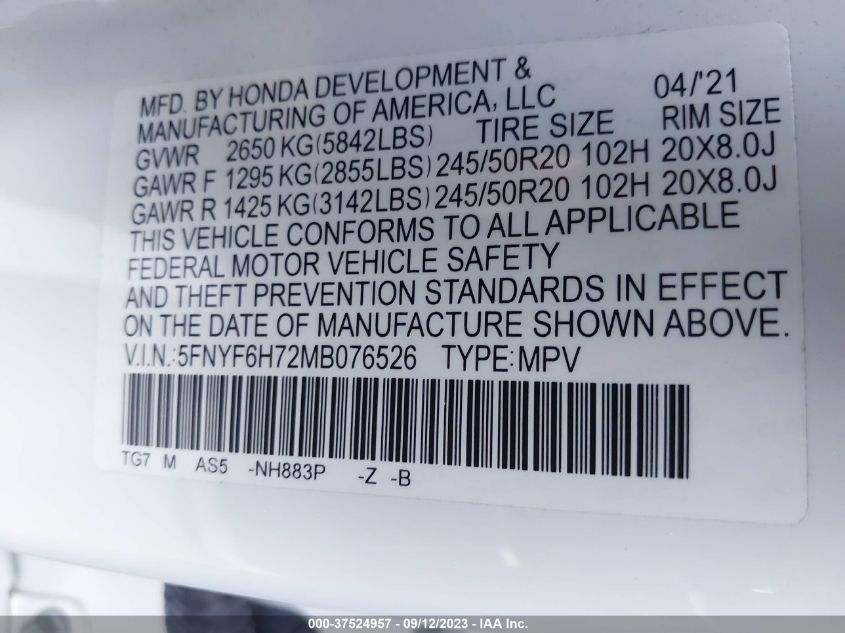 MFD. BY HONDA DEVELOPMENT &
MANUFACTURING OF AMERICA, LLC 04/'21
GVWR 2650 KG(5842LBS) TIRE SIZE RIM SIZE
GAWR F 1295 KG(2855LBS) 245/50R20 102H 20X8.0J
GAWR R 1425 KG(3142LBS) 245/50R20 102H 20X8.0J
THIS VEHICLE CONFORMS TO ALL APPLICABLE
FEDERAL MOTOR VEHICLE SAFETY
AND THEFT PREVENTION STANDARDS IN EFFECT
ON THE DATE OF MANUFACTURE SHOWN ABOVE.
V.I.N.:5FNYF6H72MB076526 TYPE:MPV
TG7 M AS5 -NH883P -Z -B
000-37524957 - 09/12/2023 - IAA Inc.